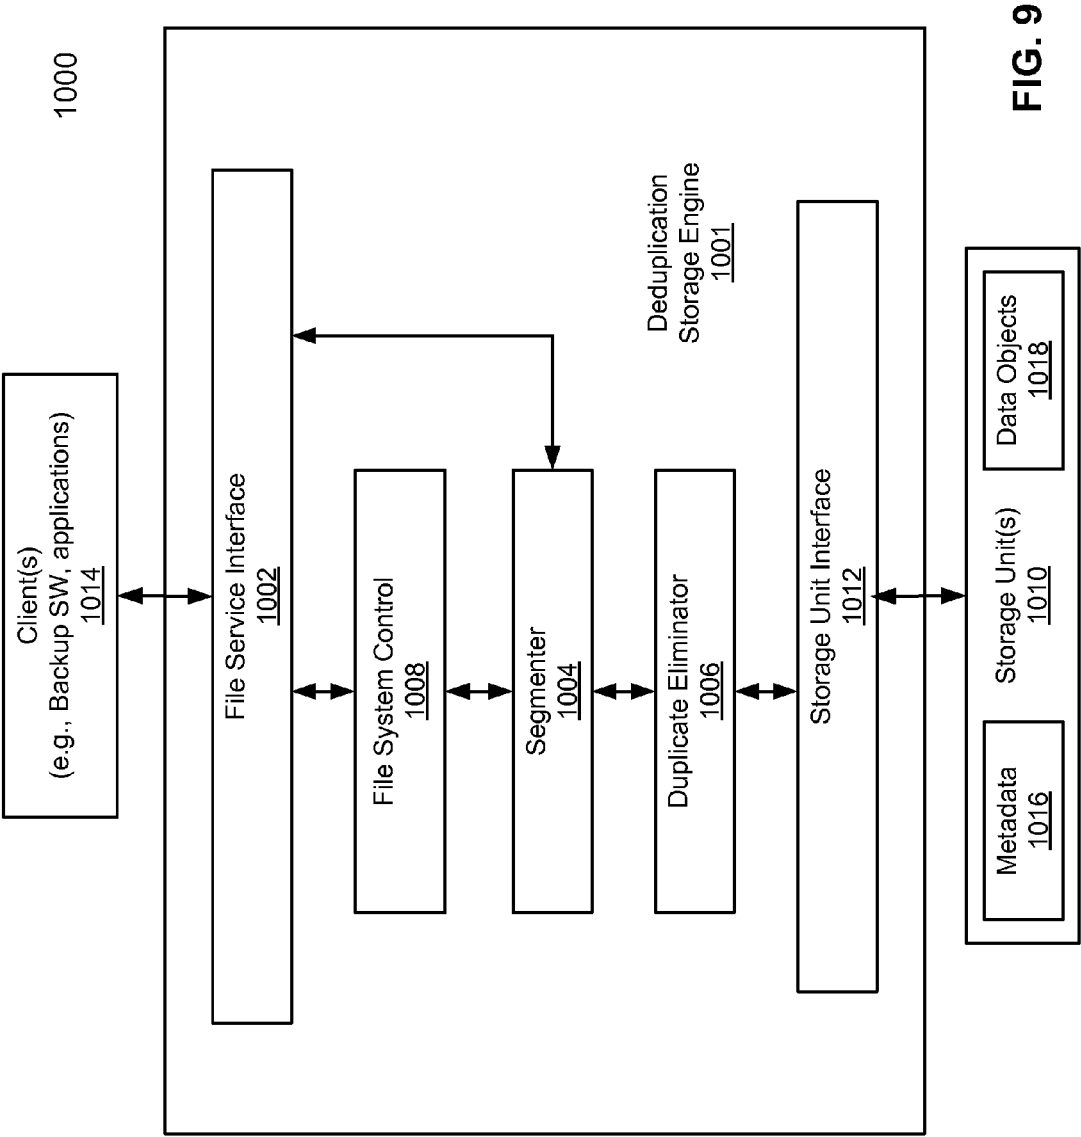 1000
Client(s)
(e.g., Backup SW, applications)
1014
File Service Interface
1002
File System Control
1008
Segmenter
1004
Duplicate Eliminator
1006
Deduplication
Storage Engine
1001
Storage Unit Interface
1012
Metadata
1016
Storage Unit(s)
1010
Data Objects
1018
FIG. 9